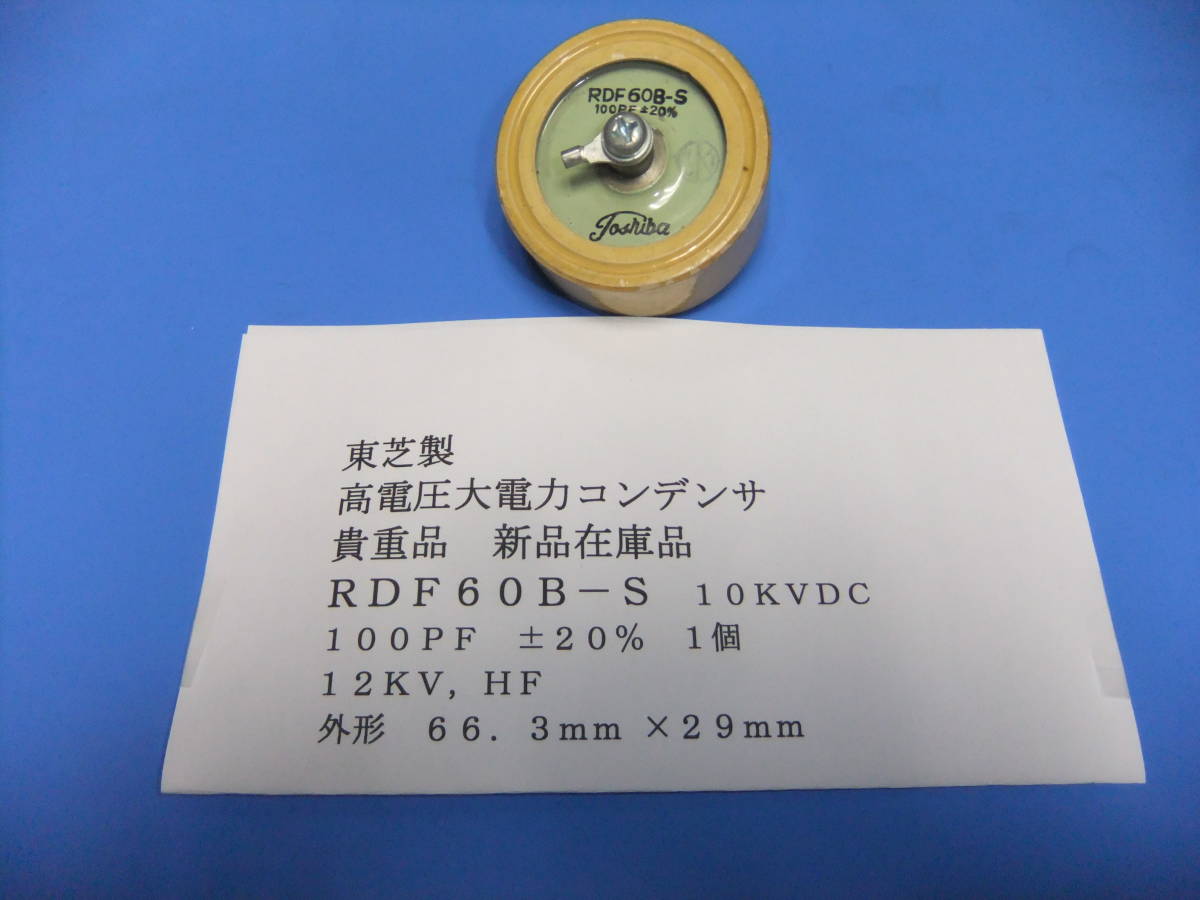 RDF60B-S
100PF ±20%
Toshiba
東芝製
高電圧大電力コンデンサ
貴重品　新品在庫品
ＲＤＦ６０Ｂ－Ｓ　１０ＫＶＤＣ
１００ＰＦ　±２０％　１個
１２ＫＶ，ＨＦ
外形　６６．３ｍｍ×２９ｍｍ